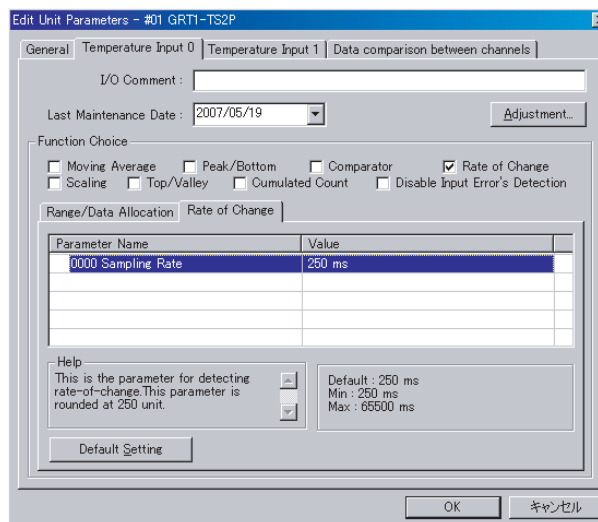 Edit Unit Parameters - #01 GRT1-TS2P
General Temperature Input 0 Temperature Input 1 Data comparison between channels
I/O Comment :
Last Maintenance Date : 2007/05/19 Adjustment...
Function Choice
Moving Average Peak/Bottom Comparator Rate of Change
Scaling Top/Valley Cumulated Count Disable Input Error's Detection
Range/Data Allocation Rate of Change
Parameter Name Value
0000 Sampling Rate 250 ms
Help
This is the parameter for detecting
rate-of-change.This parameter is
rounded at 250 unit.
Default : 250 ms
Min : 250 ms
Max : 65500 ms
Default Setting
OK キャンセル